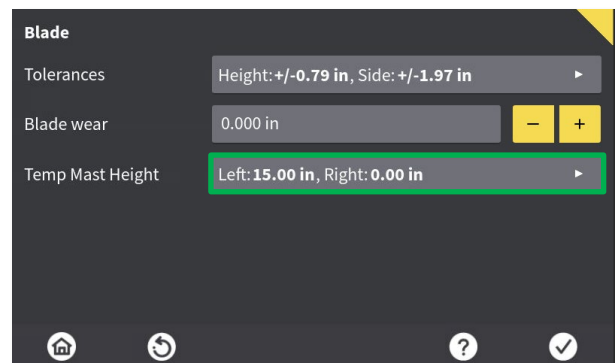 Blade
Tolerances Height: +/-0.79 in, Side: +/-1.97 in
Blade wear 0.000 in − +
Temp Mast Height Left: 15.00 in, Right: 0.00 in
?